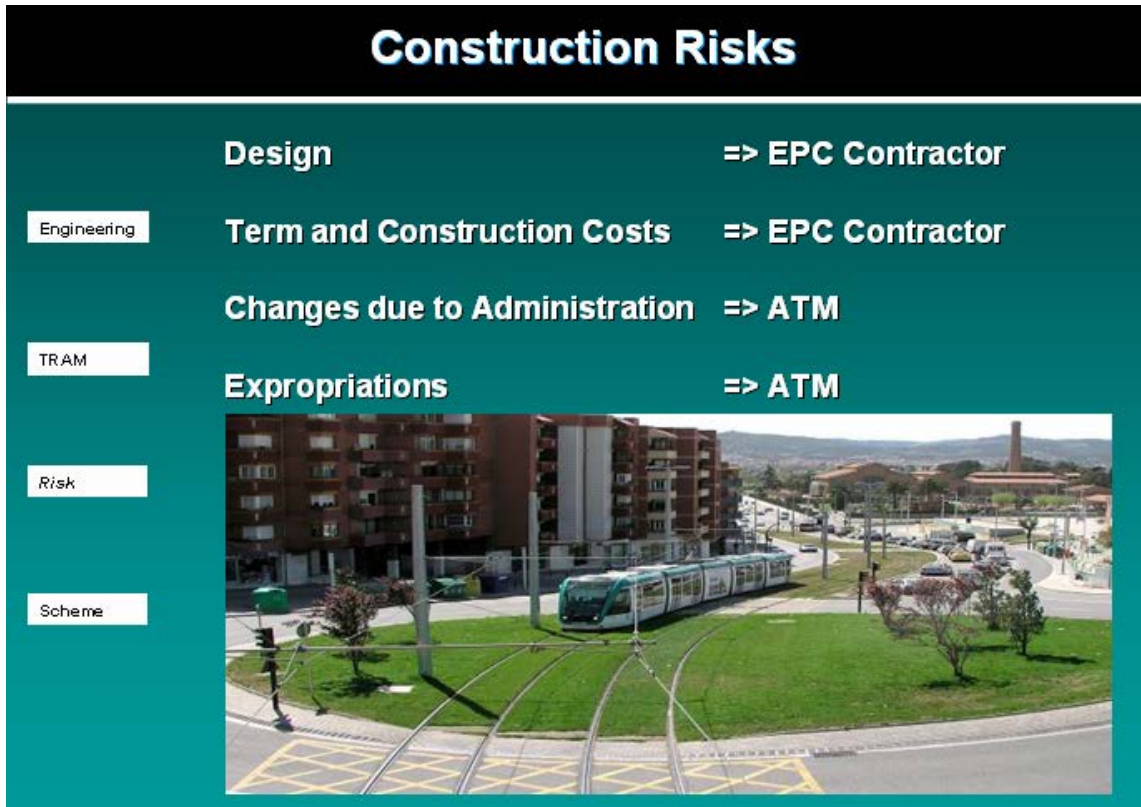 Construction Risks
Design => EPC Contractor
Engineering
Term and Construction Costs => EPC Contractor
Changes due to Administration => ATM
TRAM
Expropriations => ATM
Risk
Scheme